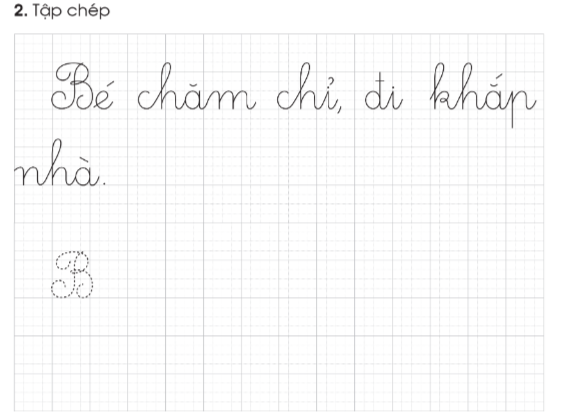 2. Tập chép
Bé chăm chỉ, đi khắp
nhà.
B